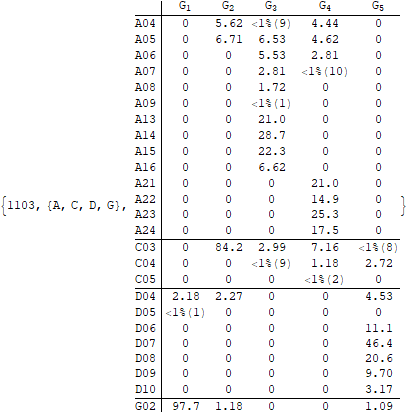 G1 G2 G3 G4 G5
A04 0 5.62 <1%(9) 4.44 0
A05 0 6.71 6.53 4.62 0
A06 0 0 5.53 2.81 0
A07 0 0 2.81 <1%(10) 0
A08 0 0 1.72 0 0
A09 0 0 <1%(1) 0 0
A13 0 0 21.0 0 0
A14 0 0 28.7 0 0
A15 0 0 22.3 0 0
A16 0 0 6.62 0 0
A21 0 0 0 21.0 0
A22 0 0 0 14.9 0
{1103, {A, C, D, G}, A23 0 0 0 25.3 0 }
A24 0 0 0 17.5 0
C03 0 84.2 2.99 7.16 <1%(8)
C04 0 0 <1%(9) 1.18 2.72
C05 0 0 0 <1%(2) 0
D04 2.18 2.27 0 0 4.53
D05 <1%(1) 0 0 0 0
D06 0 0 0 0 11.1
D07 0 0 0 0 46.4
D08 0 0 0 0 20.6
D09 0 0 0 0 9.70
D10 0 0 0 0 3.17
G02 97.7 1.18 0 0 1.09